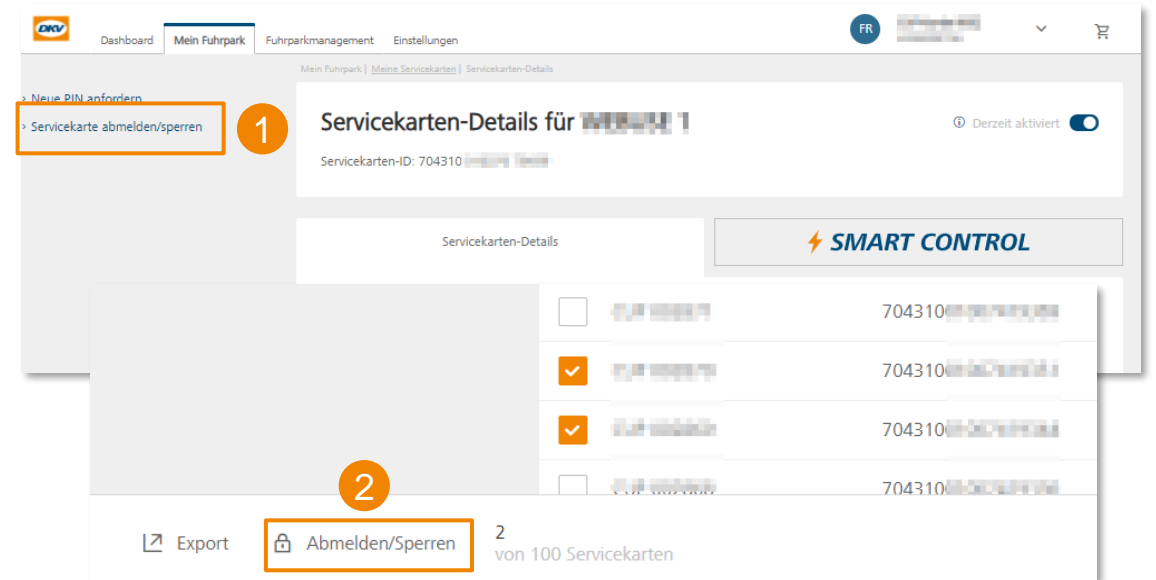 DKV
Dashboard Mein Fuhrpark Fuhrparkmanagement Einstellungen FR
Mein Fuhrpark | Meine Servicekarten | Servicekarten-Details
› Neue PIN anfordern
› Servicekarte abmelden/sperren
1
Servicekarten-Details für 1
Derzeit aktiviert
Servicekarten-ID: 704310
Servicekarten-Details
SMART CONTROL
704310
704310
704310
704310
2
Export
Abmelden/Sperren
2
von 100 Servicekarten